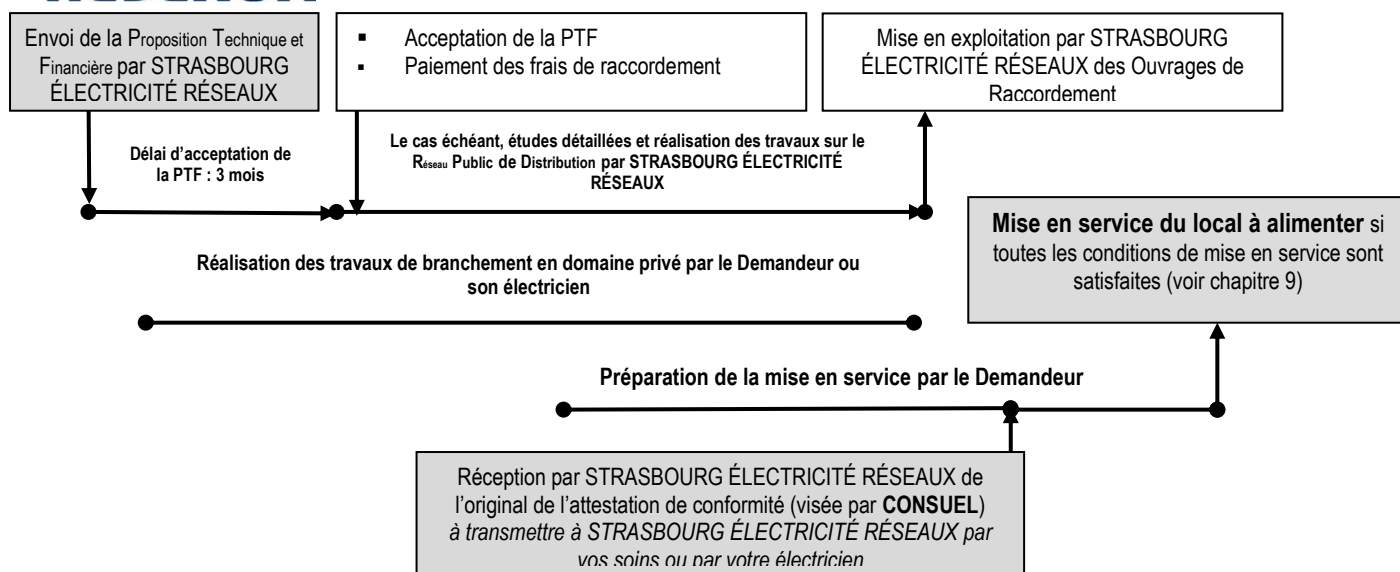 Envoi de la Proposition Technique et
Financière par STRASBOURG
ÉLECTRICITÉ RÉSEAUX
▪ Acceptation de la PTF
▪ Paiement des frais de raccordement
Mise en exploitation par STRASBOURG
ÉLECTRICITÉ RÉSEAUX des Ouvrages de
Raccordement
Délai d'acceptation de
la PTF : 3 mois
Le cas échéant, études détaillées et réalisation des travaux sur le
Réseau Public de Distribution par STRASBOURG ÉLECTRICITÉ
RÉSEAUX
Mise en service du local à alimenter si
toutes les conditions de mise en service sont
satisfaites (voir chapitre 9)
Réalisation des travaux de branchement en domaine privé par le Demandeur ou
son électricien
Préparation de la mise en service par le Demandeur
Réception par STRASBOURG ÉLECTRICITÉ RÉSEAUX de
l'original de l'attestation de conformité (visée par CONSUEL)
à transmettre à STRASBOURG ÉLECTRICITÉ RÉSEAUX par
vos soins ou par votre électricien